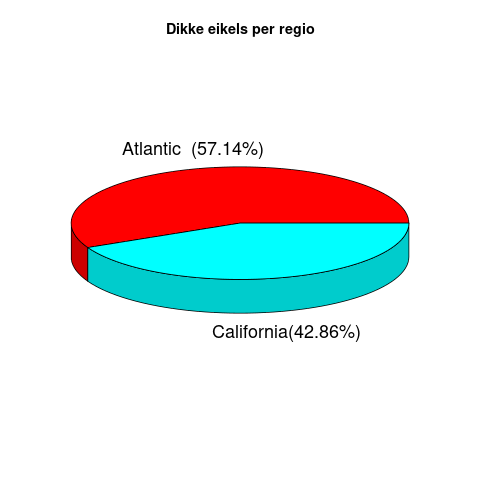 Dikke eikels per regio
Atlantic  (57.14%)
California(42.86%)